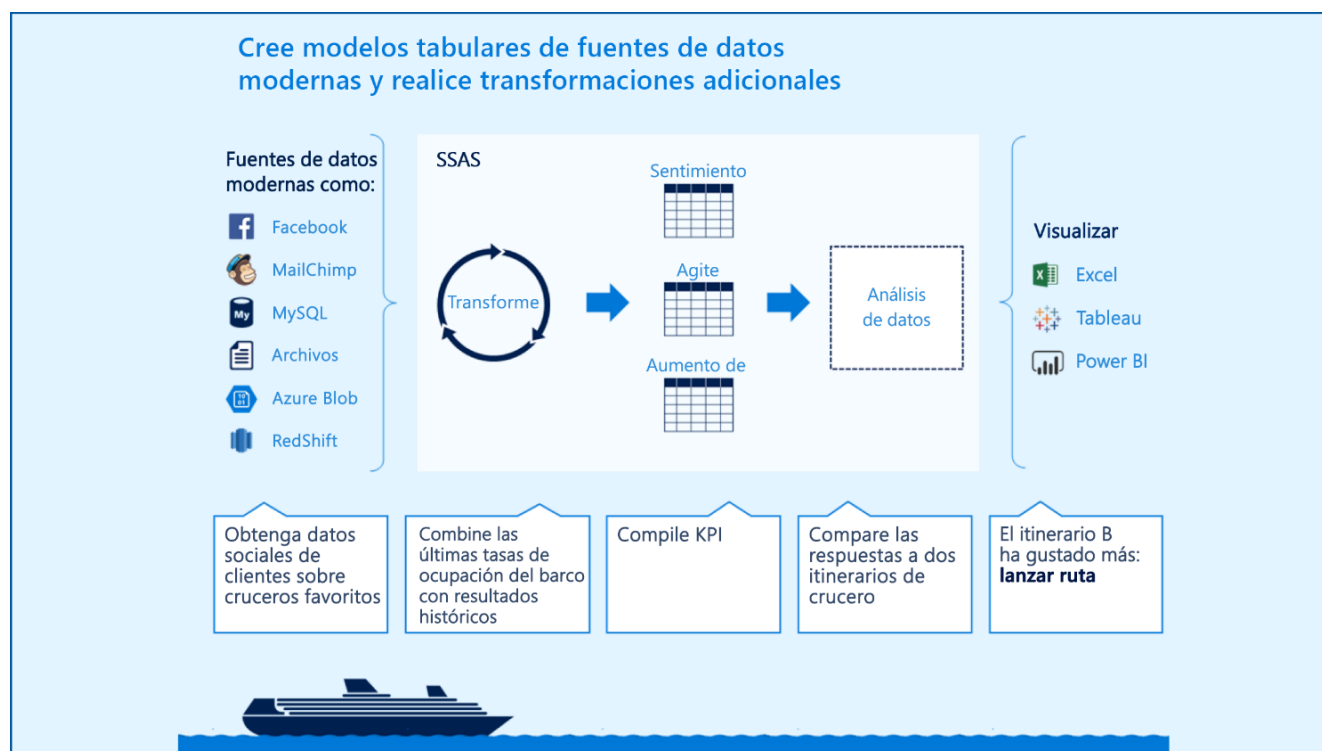 Cree modelos tabulares de fuentes de datos
modernas y realice transformaciones adicionales
Fuentes de datos
modernas como:
Facebook
MailChimp
My
MySQL
Archivos
10
01
Azure Blob
RedShift
SSAS
Transforme
Sentimiento
Agite
Aumento de
Análisis
de datos
Visualizar
X
Excel
Tableau
Power BI
Obtenga datos
sociales de
clientes sobre
cruceros favoritos
Combine las
últimas tasas de
ocupación del barco
con resultados
históricos
Compile KPI
Compare las
respuestas a dos
itinerarios de
crucero
El itinerario B
ha gustado más:
lanzar ruta